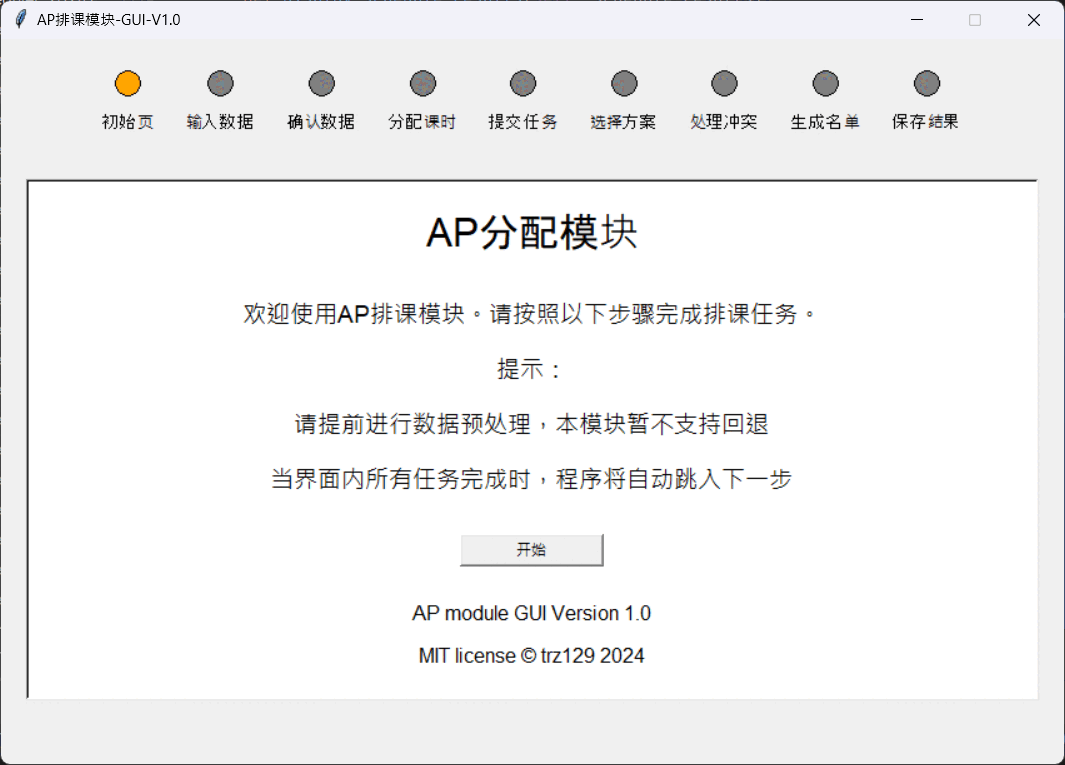 AP排课模块-GUI-V1.0
初始页 输入数据 确认数据 分配课时 提交任务 选择方案 处理冲突 生成名单 保存结果
AP分配模块
欢迎使用AP排课模块。请按照以下步骤完成排课任务。
提示：
请提前进行数据预处理，本模块暂不支持回退
当界面内所有任务完成时，程序将自动跳入下一步
开始
AP module GUI Version 1.0
MIT license © trz129 2024